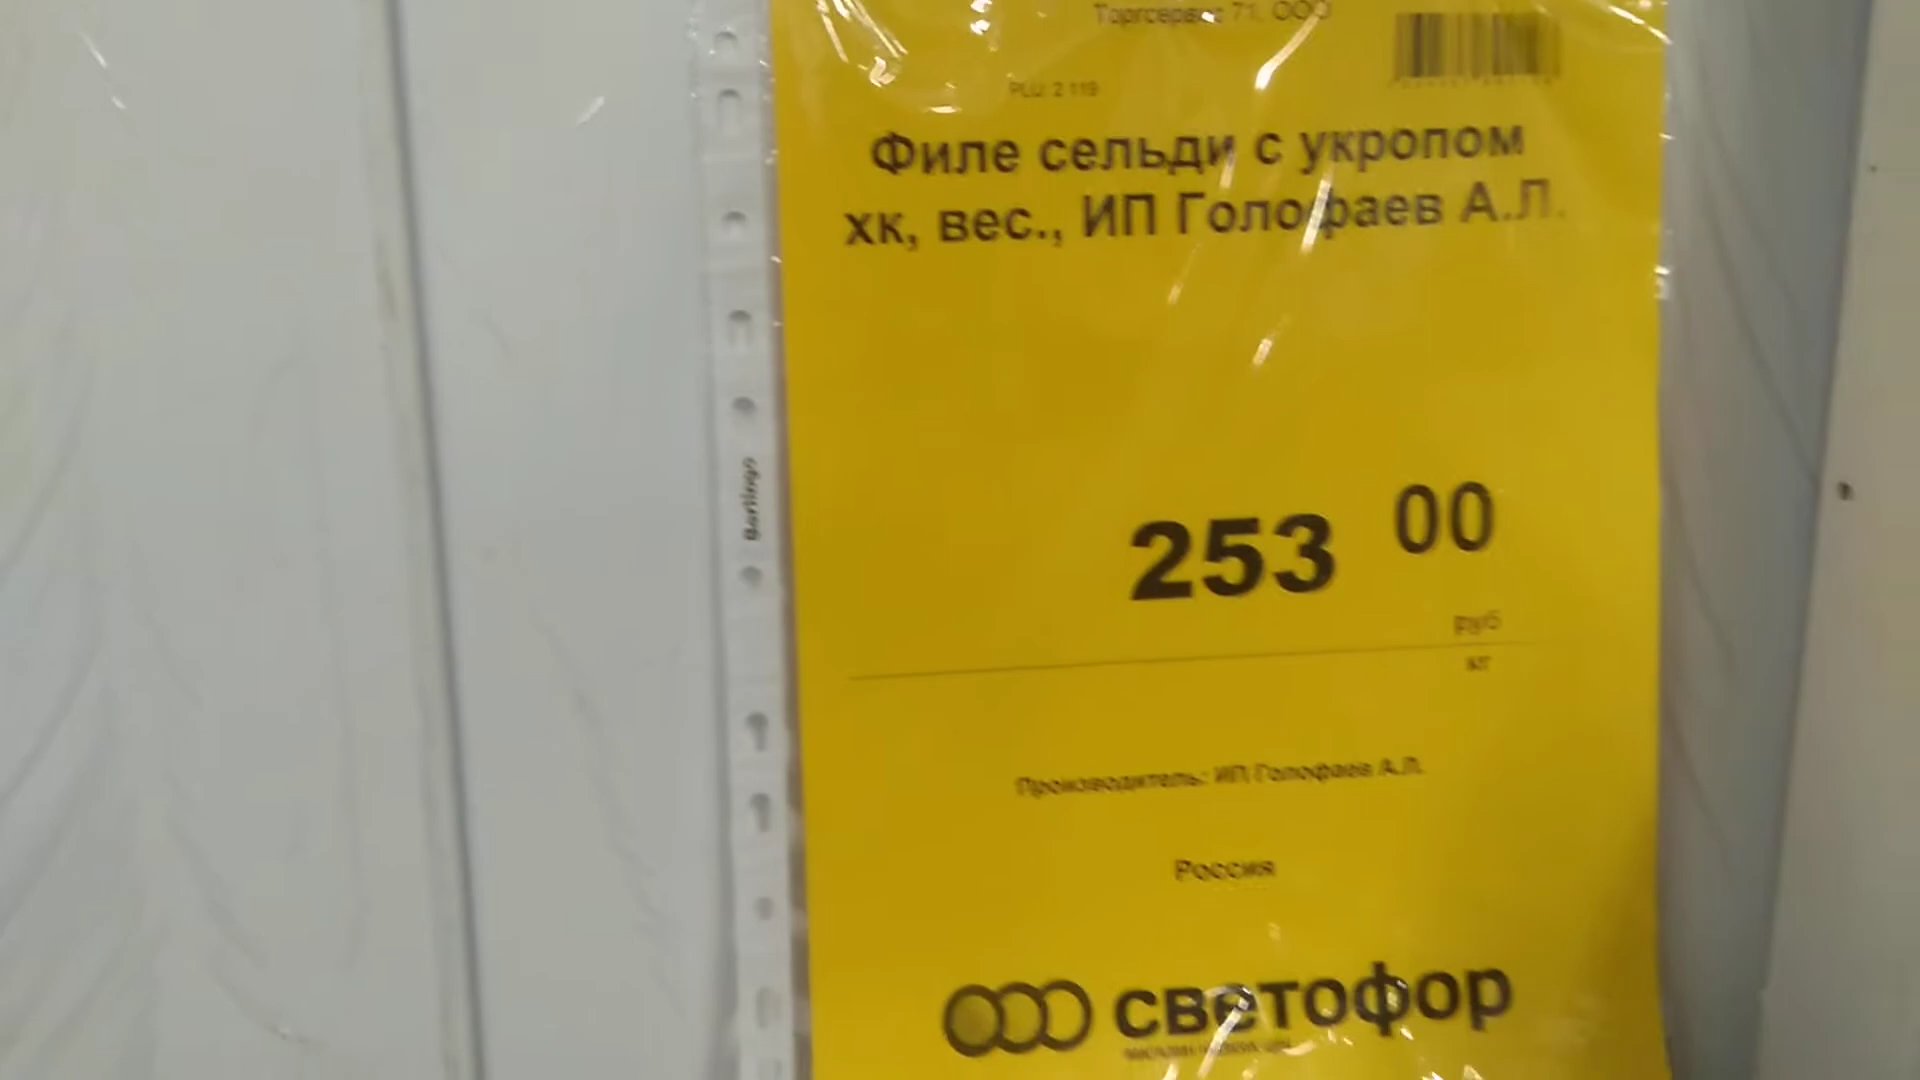 Торгсервис 71, ООО
PLU: 2 119
Филе сельди с укропом
хк, вес., ИП Голофаев А.Л.
253 00
руб
кг
Berlingo
Производитель: ИП Голофаев А.Л.
Россия
светофор